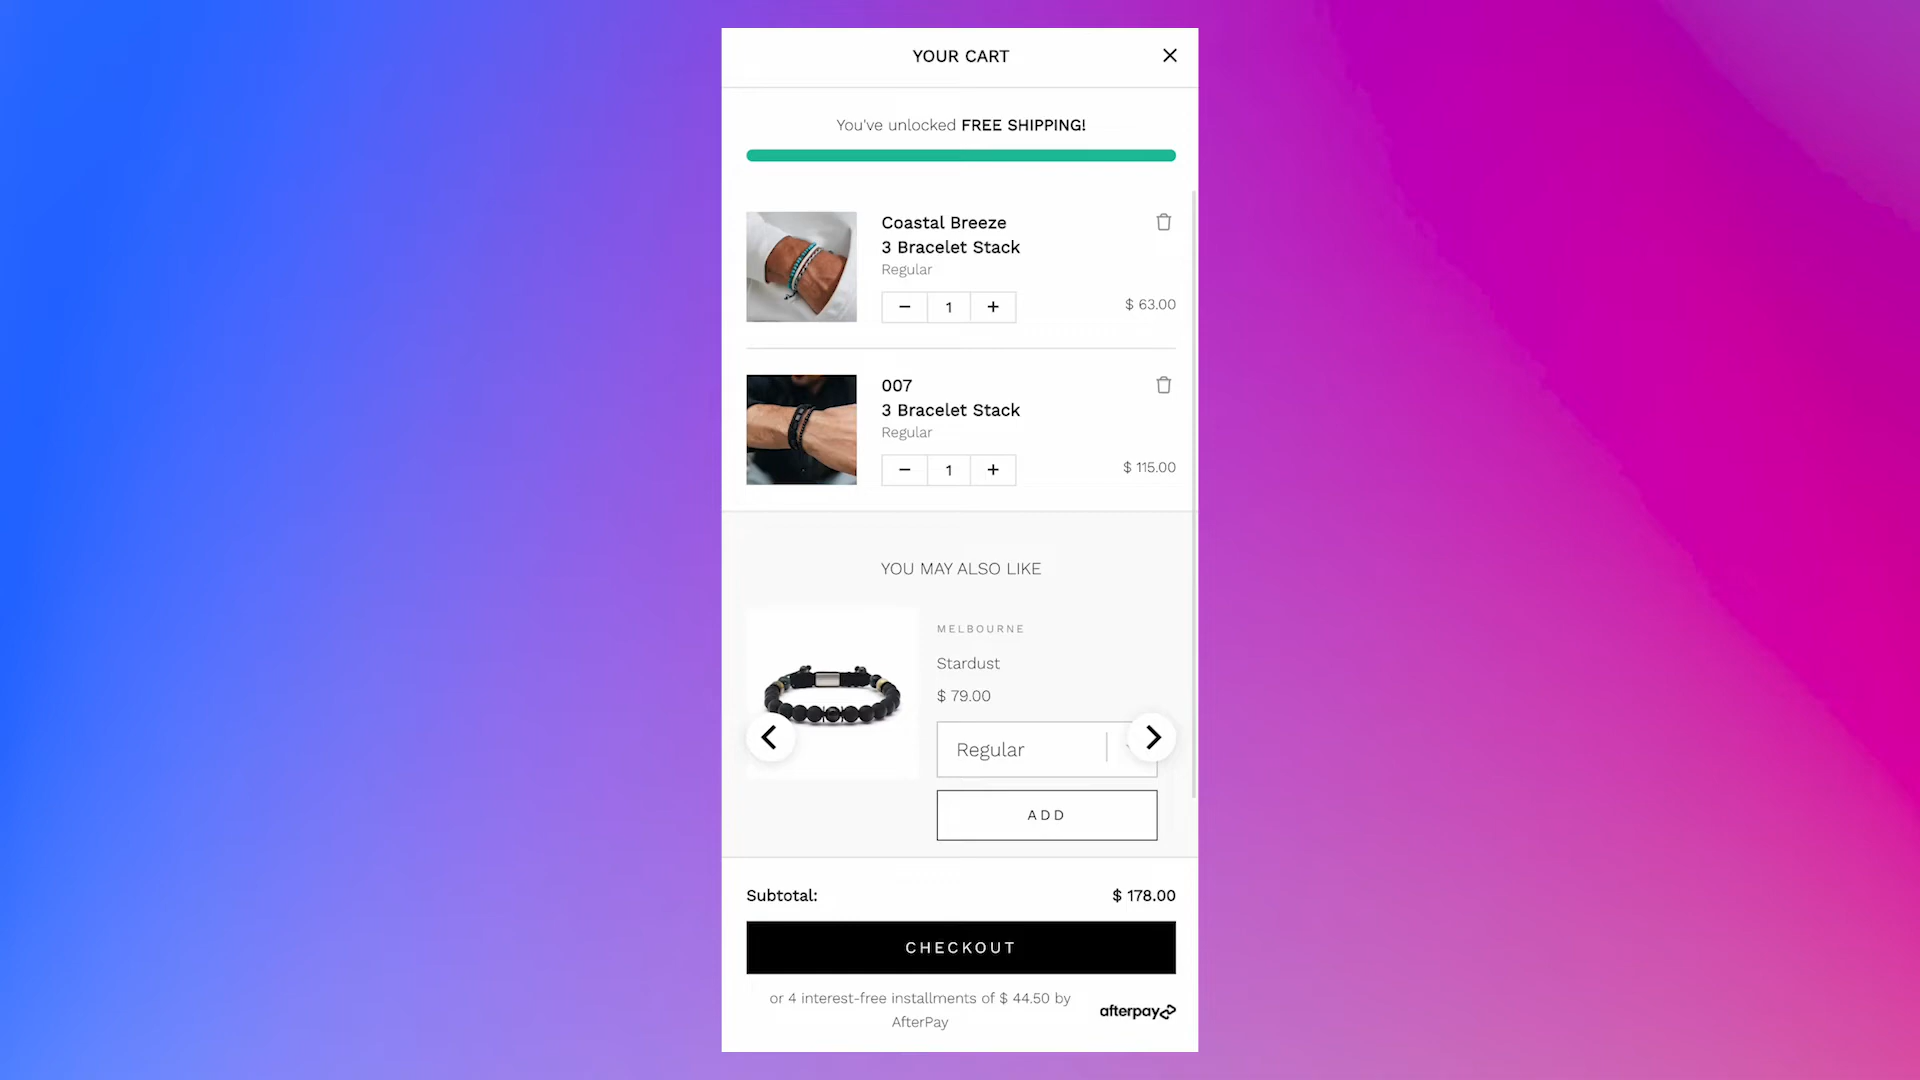 YOUR CART
You've unlocked FREE SHIPPING!
Coastal Breeze
3 Bracelet Stack
Regular
1
$ 63.00
007
3 Bracelet Stack
Regular
1
$ 115.00
YOU MAY ALSO LIKE
MELBOURNE
Stardust
$ 79.00
Regular
ADD
Subtotal: $ 178.00
CHECKOUT
or 4 interest-free installments of $ 44.50 by
AfterPay
afterpay